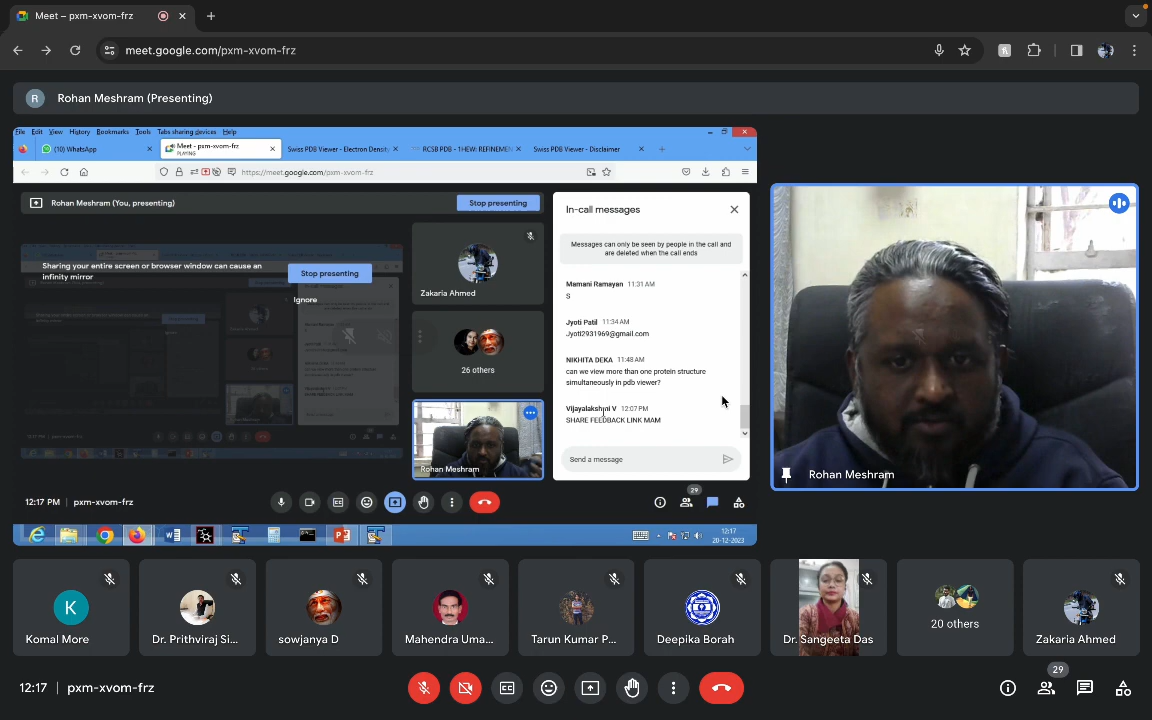 Meet – pxm-xvom-frz
meet.google.com/pxm-xvom-frz
R
Rohan Meshram (Presenting)
File Edit View History Bookmarks Tools Tabs sharing devices Help
(10) WhatsApp
Meet - pxm-xvom-frz
PLAYING
Swiss PDB Viewer - Electron Density
RCSB PDB - 1HEW: REFINEMEN
Swiss PDB Viewer - Disclaimer
https://meet.google.com/pxm-xvom-frz
Rohan Meshram (You, presenting)
Stop presenting
Sharing your entire screen or browser window can cause an
infinity mirror
Stop presenting
Ignore
Zakaria Ahmed
26 others
Rohan Meshram
In-call messages
Messages can only be seen by people in the call and
are deleted when the call ends
Mamani Ramayan 11:31 AM
S
Jyoti Patil 11:34 AM
Jyoti2931969@gmail.com
NIKHITA DEKA 11:48 AM
can we view more than one protein structure
simultaneously in pdb viewer?
Vijayalakshmi V 12:07 PM
SHARE FEEDBACK LINK MAM
Send a message
12:17 PM | pxm-xvom-frz
29
12:17
20-12-2023
Rohan Meshram
K
Komal More
Dr. Prithviraj Si...
sowjanya D
Mahendra Uma...
Tarun Kumar P...
Deepika Borah
Dr. Sangeeta Das
20 others
Zakaria Ahmed
12:17 | pxm-xvom-frz
29